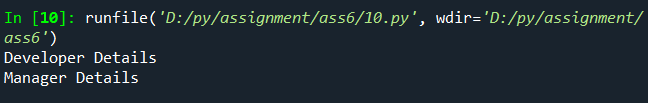 In [10]: runfile('D:/py/assignment/ass6/10.py', wdir='D:/py/assignment/
ass6')
Developer Details
Manager Details